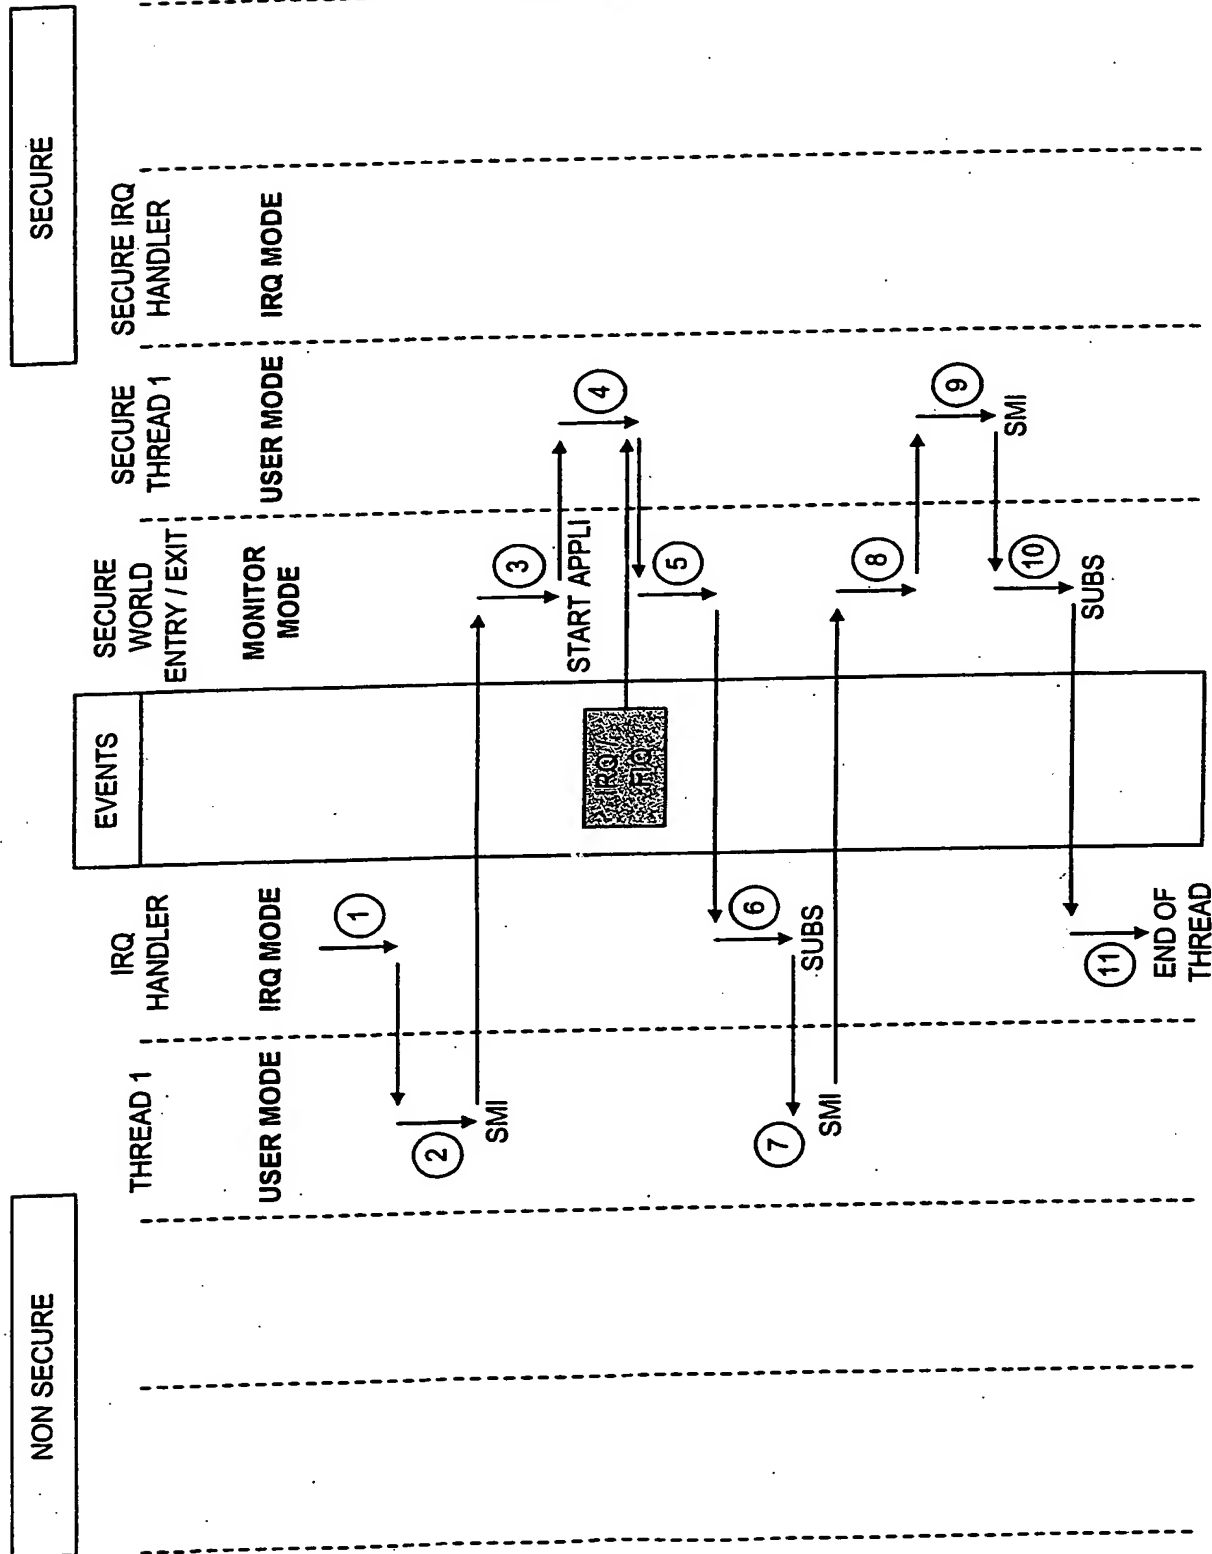 NON SECURE
SECURE
THREAD 1
IRQ
HANDLER
EVENTS
SECURE
WORLD
ENTRY / EXIT
SECURE
THREAD 1
SECURE IRQ
HANDLER
USER MODE
IRQ MODE
MONITOR
MODE
USER MODE
IRQ MODE
1
2
SMI
3
START APPLI
4
IRQ /
FIQ
5
6
SUBS
7
SMI
8
9
SMI
10
SUBS
11
END OF
THREAD